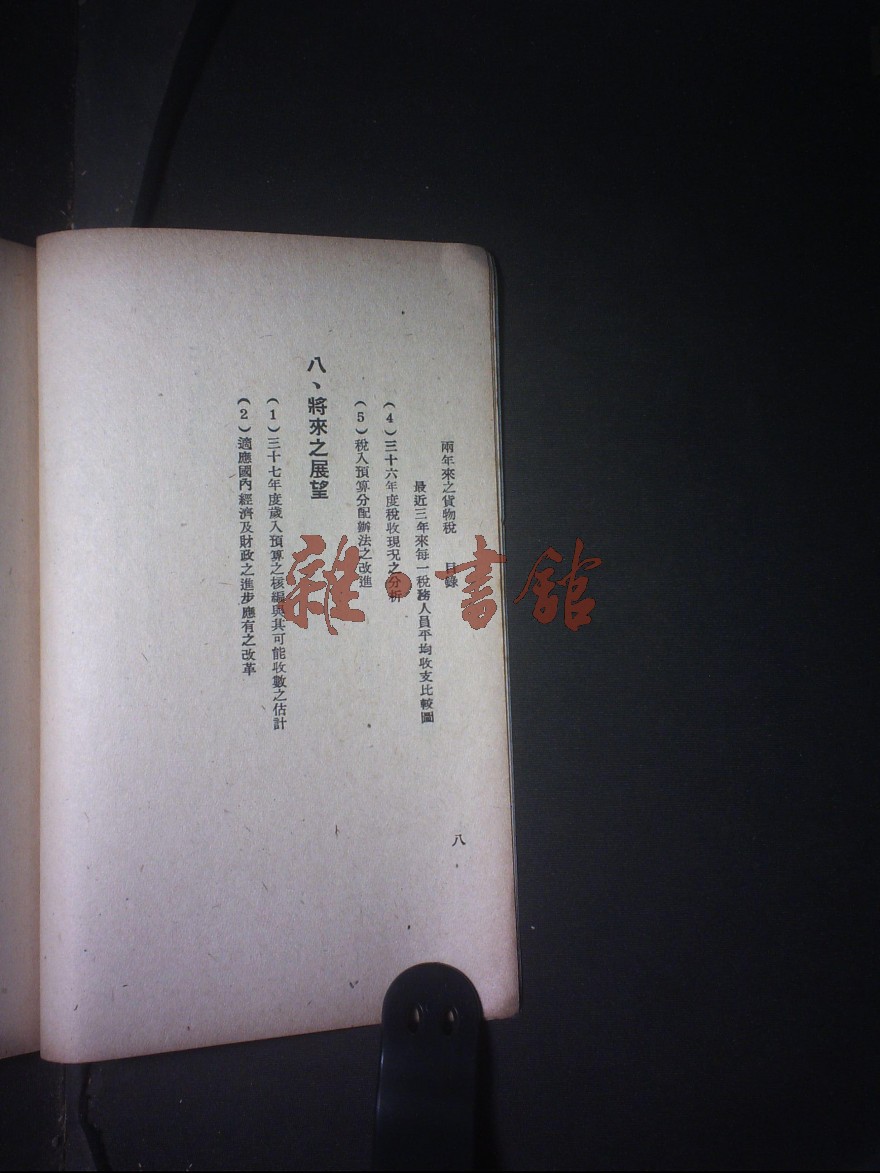 兩年來之貨物稅 目錄
最近三年來每一稅務人員平均收支比較圖
(4)三十六年度稅收現況之分析
(5)稅入預算分配辦法之改進
八、將來之展望
(1)三十七年度歲入預算之核編與其可能收數之估計
(2)適應國內經濟及財政之進步應有之改革
八
雜·書館